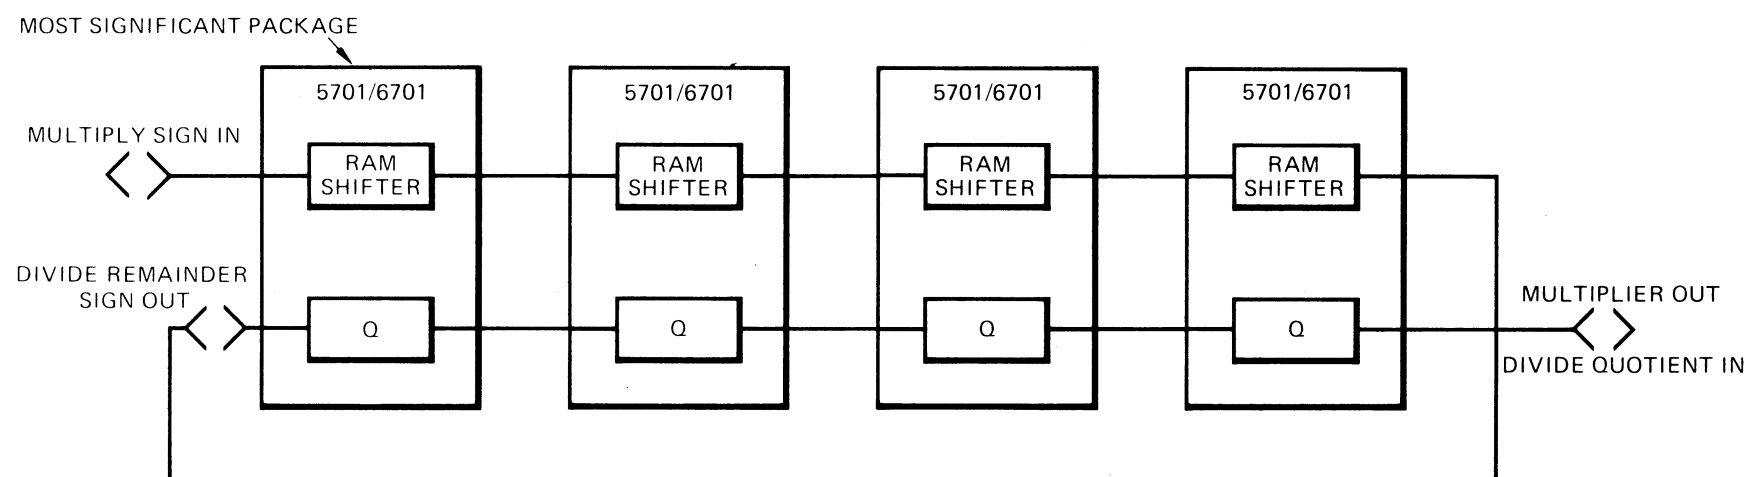 MOST SIGNIFICANT PACKAGE
5701/6701
5701/6701
5701/6701
5701/6701
MULTIPLY SIGN IN
RAM
SHIFTER
RAM
SHIFTER
RAM
SHIFTER
RAM
SHIFTER
DIVIDE REMAINDER
SIGN OUT
MULTIPLIER OUT
Q
Q
Q
Q
DIVIDE QUOTIENT IN